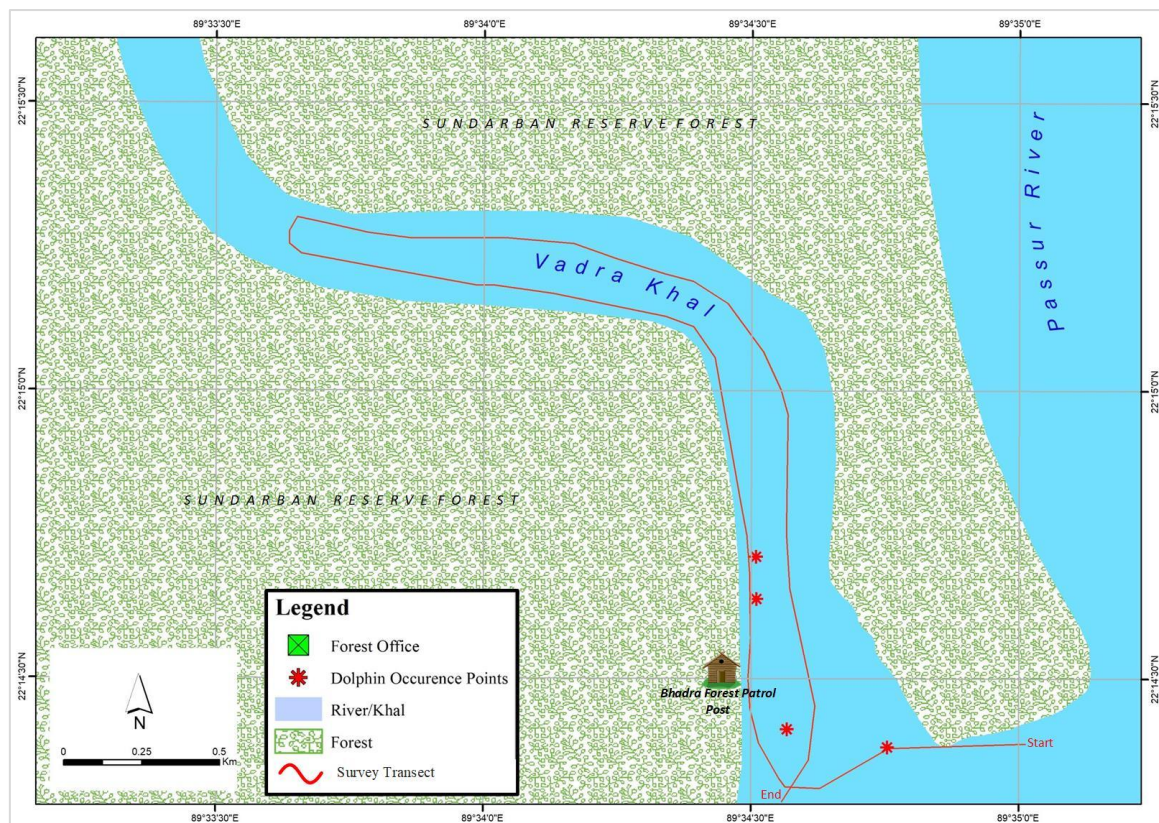 89°33'30"E
89°34'0"E
89°34'30"E
89°35'0"E
22°15'30"N
22°15'30"N
SUNDARBAN RESERVE FOREST
Passur River
Vadra Khal
22°15'0"N
22°15'0"N
SUNDARBAN RESERVE FOREST
Legend
Forest Office
Dolphin Occurence Points
River/Khal
Forest
Survey Transect
N
0
0.25
0.5
Km
Bhadra Forest Patrol
Post
22°14'30"N
22°14'30"N
Start
End
89°33'30"E
89°34'0"E
89°34'30"E
89°35'0"E